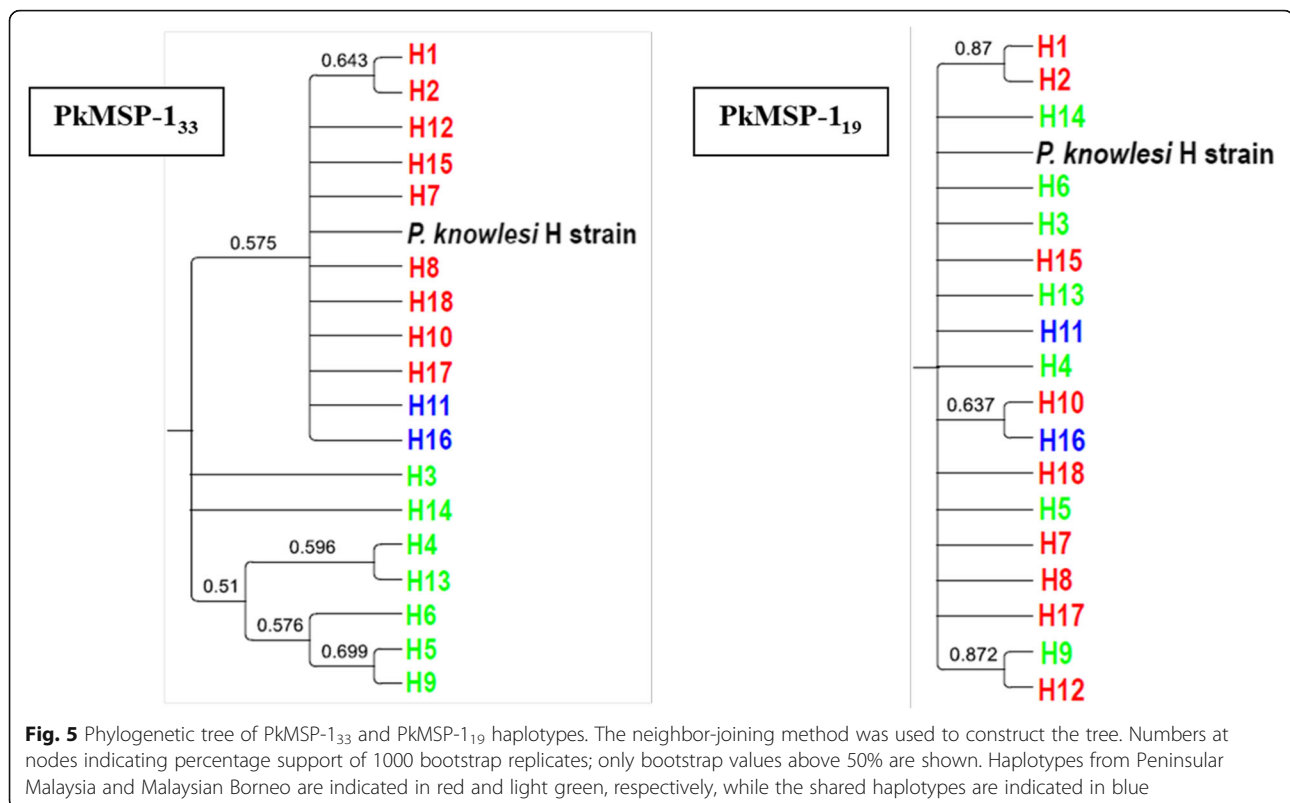 PkMSP-1₃₃
0.643
H1
H2
H12
H15
H7
P. knowlesi H strain
0.575
H8
H18
H10
H17
H11
H16
H3
H14
0.596
H4
H13
0.51
H6
0.576
H5
0.699
H9
PkMSP-1₁₉
0.87
H1
H2
H14
P. knowlesi H strain
H6
H3
H15
H13
H11
H4
H10
0.637
H16
H18
H5
H7
H8
H17
H9
0.872
H12
Fig. 5 Phylogenetic tree of PkMSP-1₃₃ and PkMSP-1₁₉ haplotypes. The neighbor-joining method was used to construct the tree. Numbers at
nodes indicating percentage support of 1000 bootstrap replicates; only bootstrap values above 50% are shown. Haplotypes from Peninsular
Malaysia and Malaysian Borneo are indicated in red and light green, respectively, while the shared haplotypes are indicated in blue